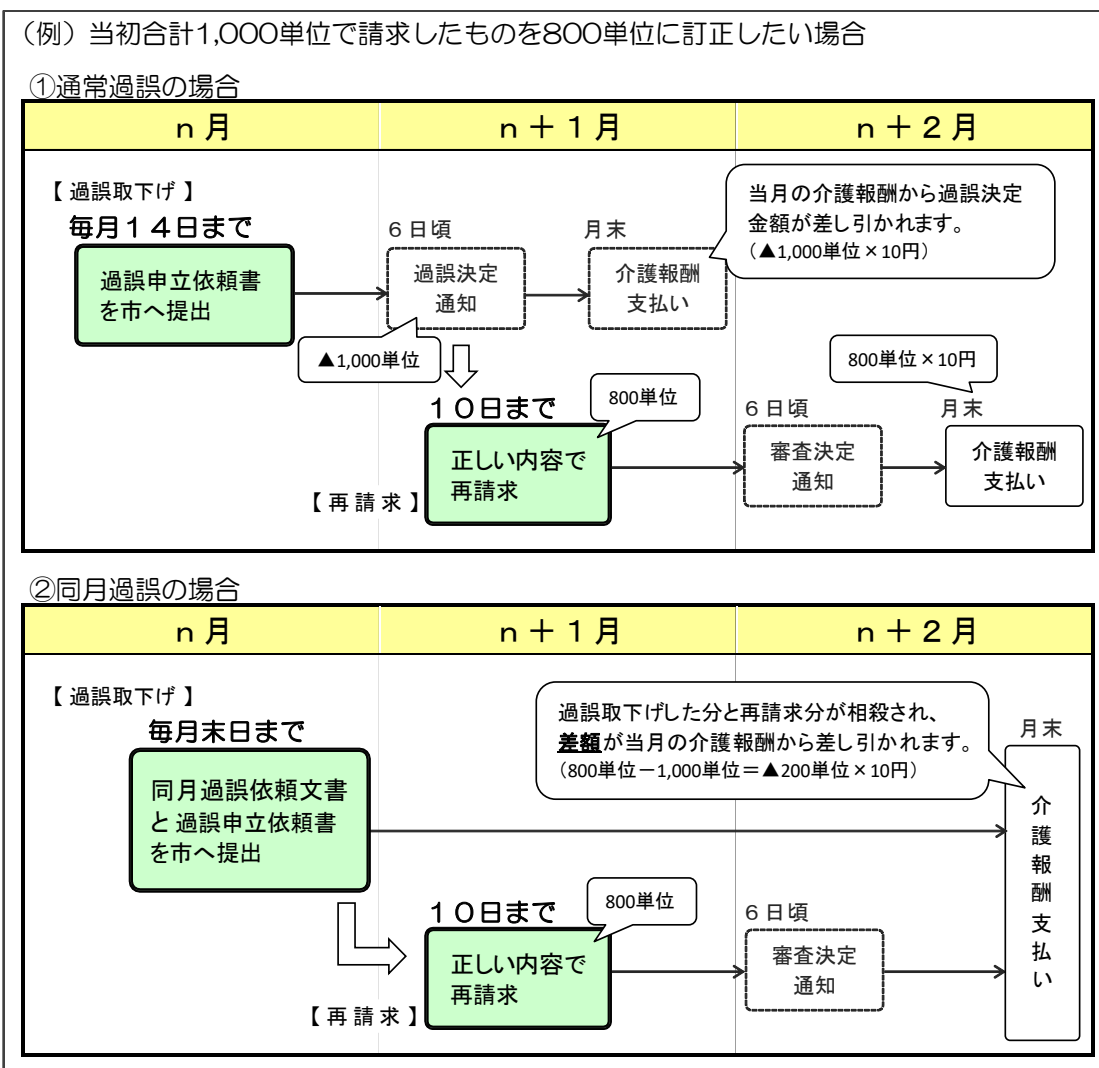 （例）当初合計1,000単位で請求したものを800単位に訂正したい場合
①通常過誤の場合
n 月
n ＋ 1 月
n ＋ 2 月
【 過誤取下げ 】
毎月１４日まで
過誤申立依頼書
を市へ提出
6 日頃
過誤決定
通知
月末
介護報酬
支払い
当月の介護報酬から過誤決定
金額が差し引かれます。
（▲1,000単位×10円）
▲1,000単位
１０日まで
800単位
正しい内容で
再請求
【 再 請 求 】
6 日頃
審査決定
通知
800単位×10円
月末
介護報酬
支払い
②同月過誤の場合
n 月
n ＋ 1 月
n ＋ 2 月
【 過誤取下げ 】
毎月末日まで
同月過誤依頼文書
と 過誤申立依頼書
を市へ提出
過誤取下げした分と再請求分が相殺され、
差額が当月の介護報酬から差し引かれます。
（800単位－1,000単位＝▲200単位×10円）
月末
介護報酬支払い
１０日まで
800単位
正しい内容で
再請求
【 再 請 求 】
6 日頃
審査決定
通知